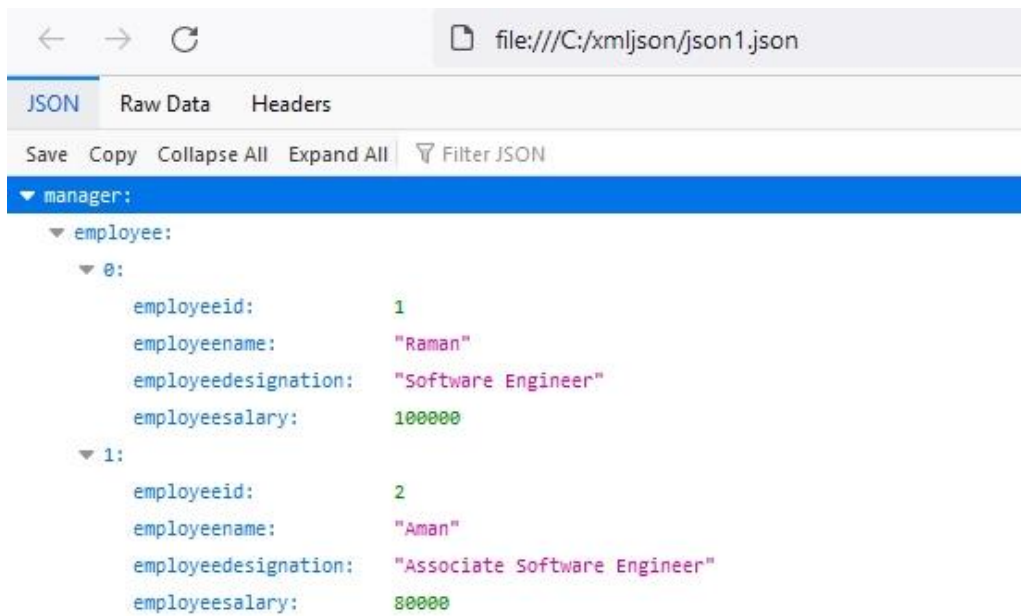 file:///C:/xmljson/json1.json
JSON Raw Data Headers
Save Copy Collapse All Expand All Filter JSON
manager:
employee:
0:
employeeid: 1
employeename: "Raman"
employeedesignation: "Software Engineer"
employeesalary: 100000
1:
employeeid: 2
employeename: "Aman"
employeedesignation: "Associate Software Engineer"
employeesalary: 80000